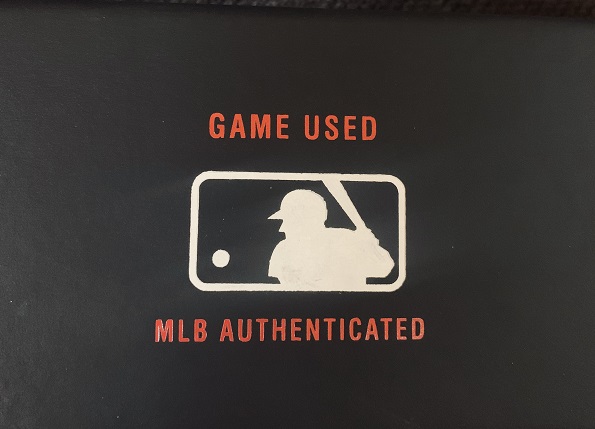 GAME USED
MLB AUTHENTICATED